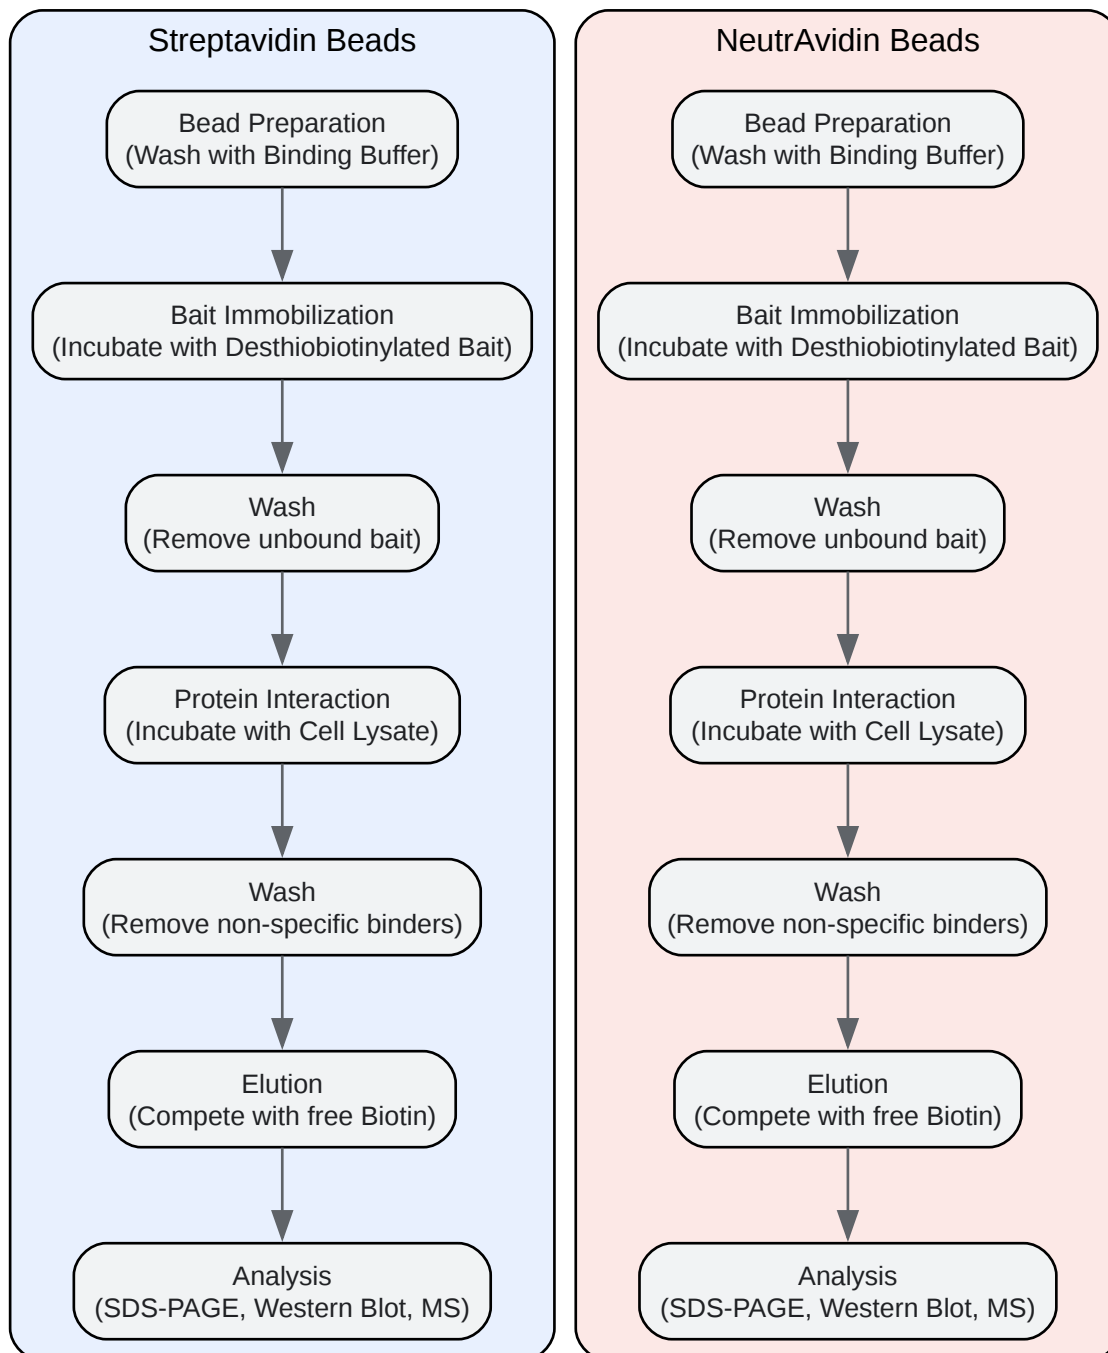 Streptavidin Beads
Bead Preparation
(Wash with Binding Buffer)
Bait Immobilization
(Incubate with Desthiobiotinylated Bait)
Wash
(Remove unbound bait)
Protein Interaction
(Incubate with Cell Lysate)
Wash
(Remove non-specific binders)
Elution
(Compete with free Biotin)
Analysis
(SDS-PAGE, Western Blot, MS)
NeutrAvidin Beads
Bead Preparation
(Wash with Binding Buffer)
Bait Immobilization
(Incubate with Desthiobiotinylated Bait)
Wash
(Remove unbound bait)
Protein Interaction
(Incubate with Cell Lysate)
Wash
(Remove non-specific binders)
Elution
(Compete with free Biotin)
Analysis
(SDS-PAGE, Western Blot, MS)